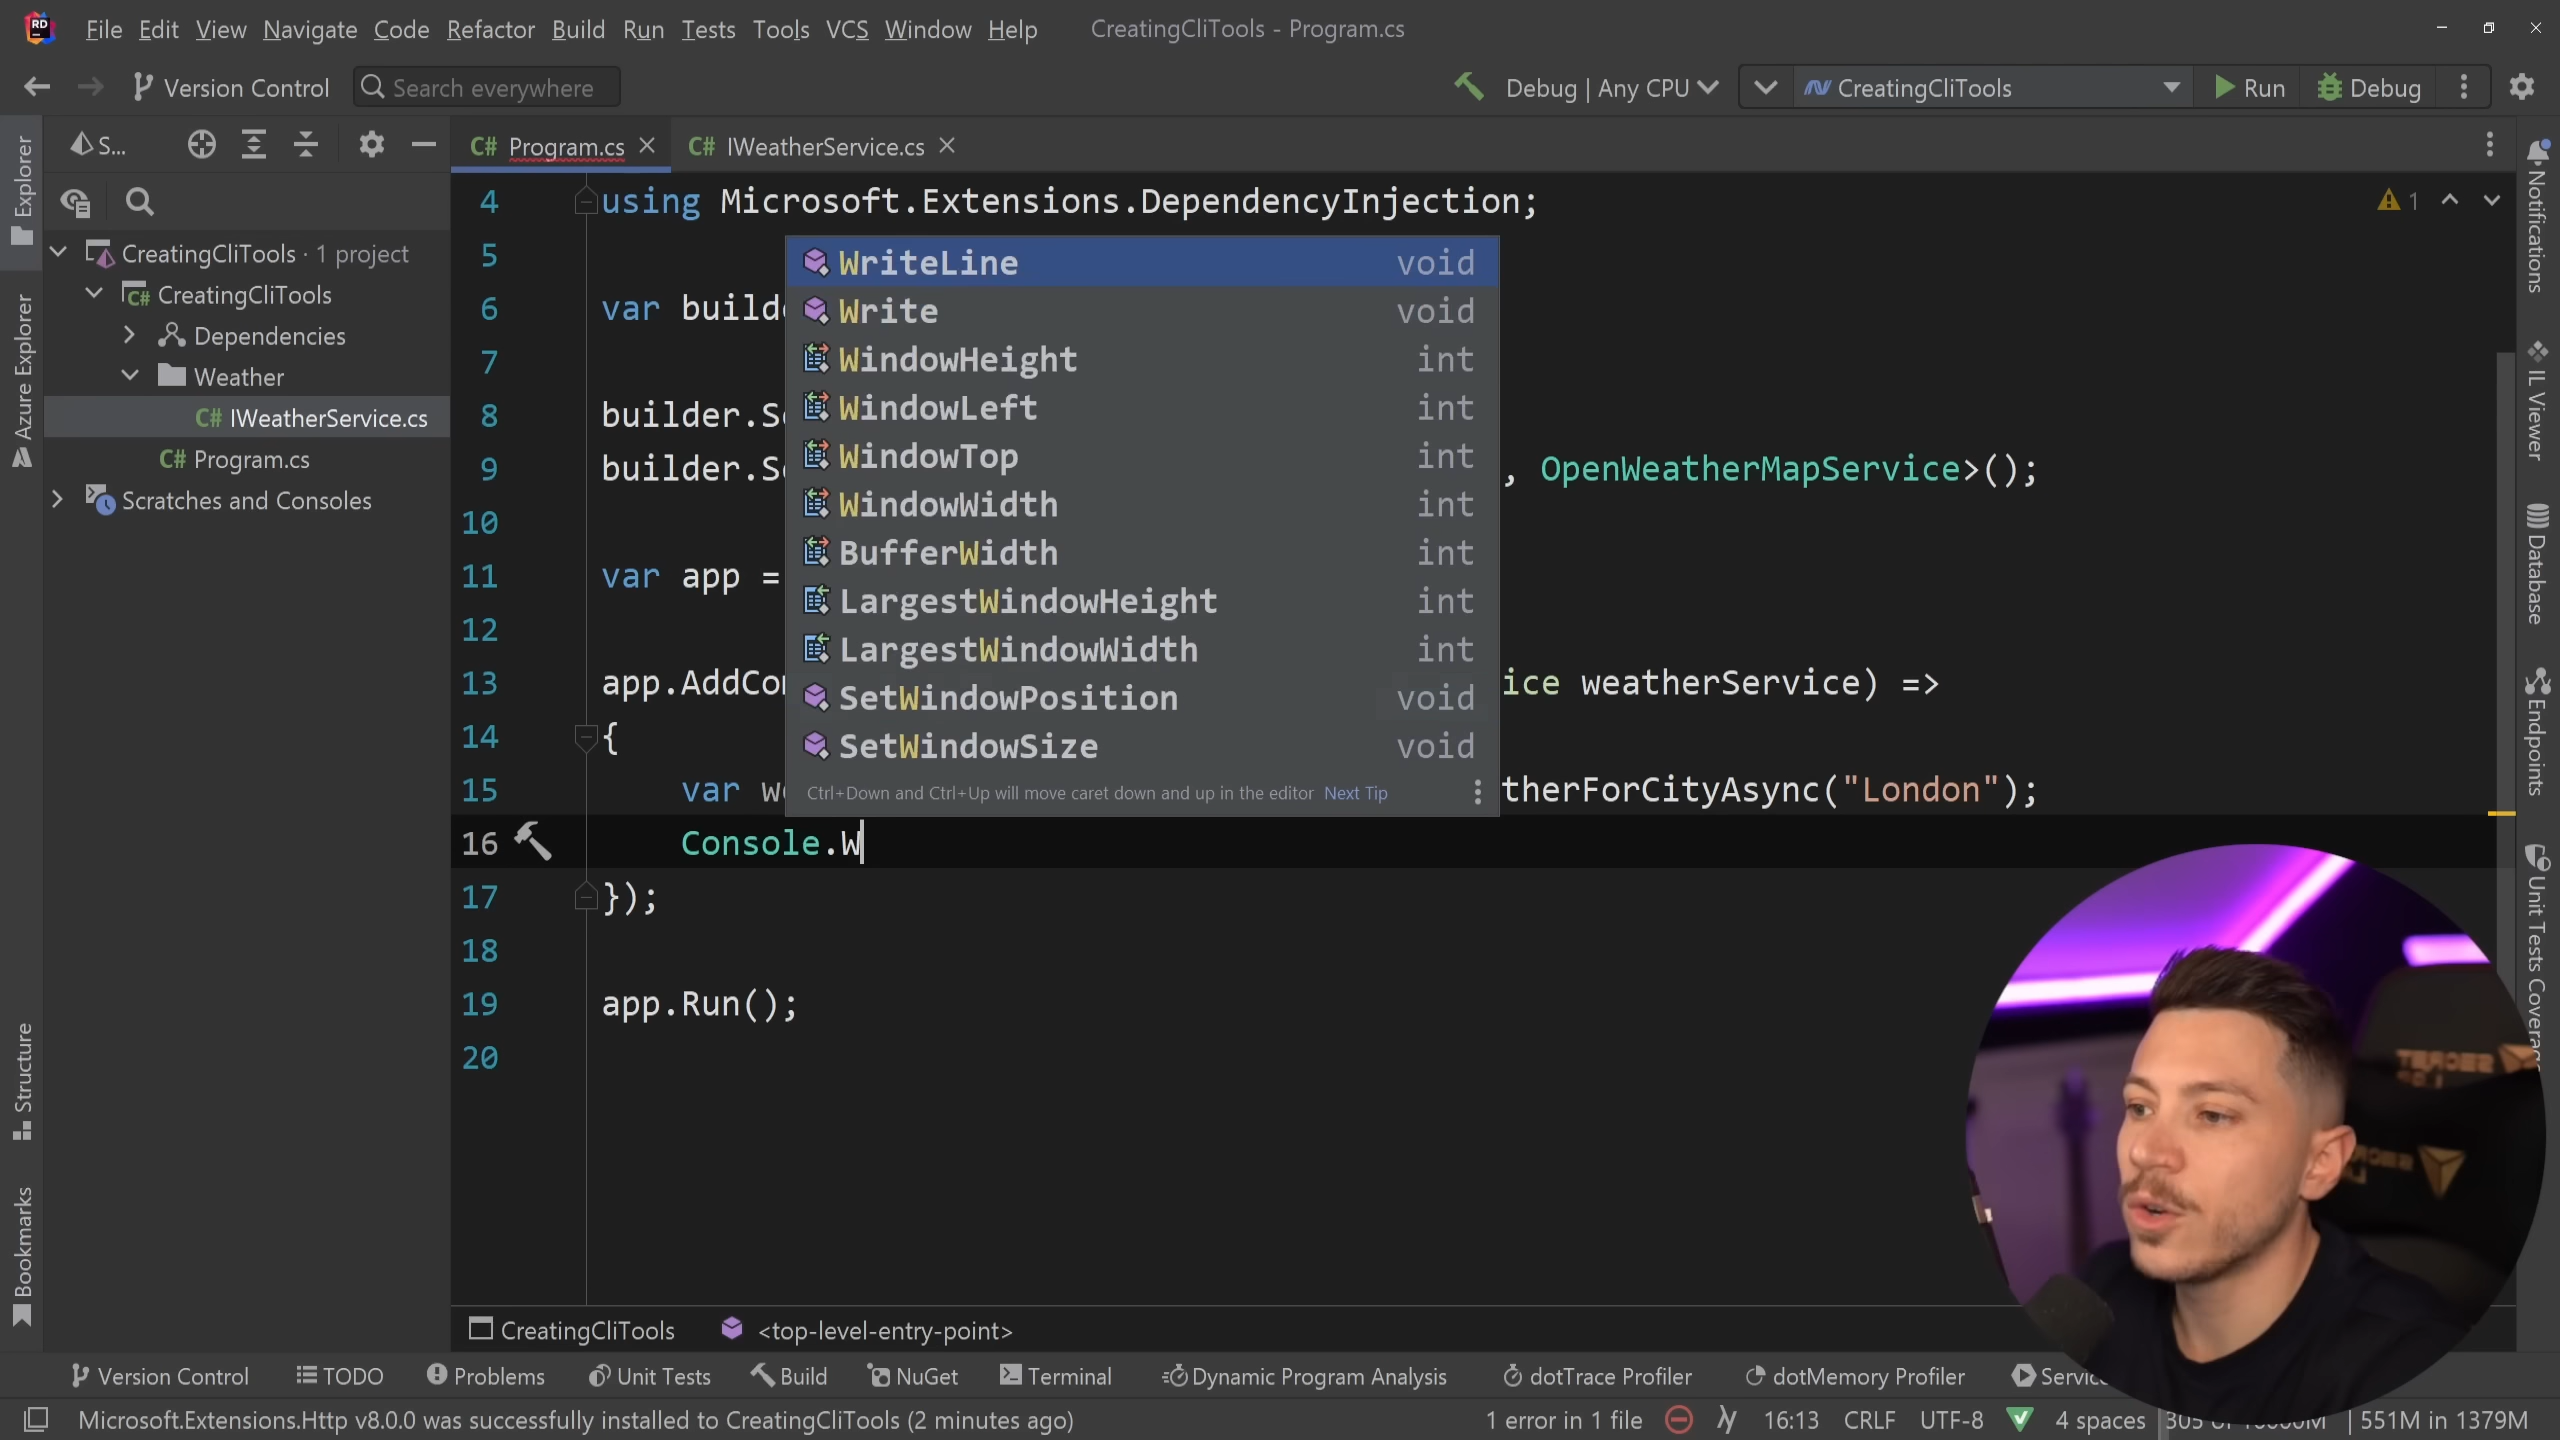 File Edit View Navigate Code Refactor Build Run Tests Tools VCS Window Help CreatingCliTools - Program.cs
Version Control Search everywhere Debug | Any CPU CreatingCliTools Run Debug
S... Program.cs IWeatherService.cs
Explorer
Azure Explorer
Structure
Bookmarks
CreatingCliTools · 1 project
CreatingCliTools
Dependencies
Weather
C# IWeatherService.cs
C# Program.cs
Scratches and Consoles
4 using Microsoft.Extensions.DependencyInjection;
1
5
6 var builde
7
8 builder.Se
9 builder.Se , OpenWeatherMapService>();
10
11 var app =
12
13 app.AddCom ice weatherService) =>
14 {
15 var we therForCityAsync("London");
16 Console.W
17 });
18
19 app.Run();
20
WriteLine void
Write void
WindowHeight int
WindowLeft int
WindowTop int
WindowWidth int
BufferWidth int
LargestWindowHeight int
LargestWindowWidth int
SetWindowPosition void
SetWindowSize void
Ctrl+Down and Ctrl+Up will move caret down and up in the editor Next Tip
Notifications
IL Viewer
Database
Endpoints
Unit Tests Coverage
SECRET
CreatingCliTools <top-level-entry-point>
Version Control TODO Problems Unit Tests Build NuGet Terminal Dynamic Program Analysis dotTrace Profiler dotMemory Profiler Servic
Microsoft.Extensions.Http v8.0.0 was successfully installed to CreatingCliTools (2 minutes ago) 1 error in 1 file 16:13 CRLF UTF-8 4 spaces 551M in 1379M